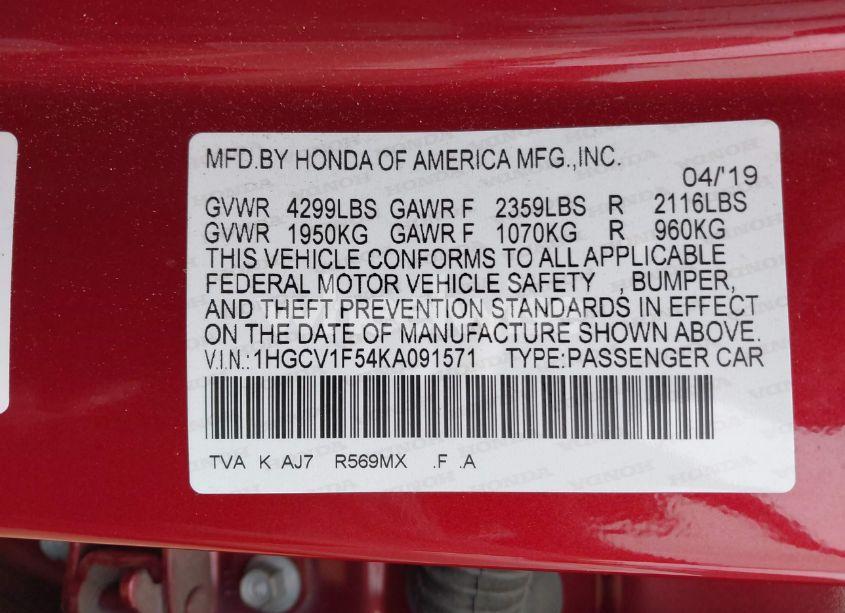 MFD.BY HONDA OF AMERICA MFG.,INC.
04/'19
GVWR 4299LBS GAWR F 2359LBS R 2116LBS
GVWR 1950KG GAWR F 1070KG R 960KG
THIS VEHICLE CONFORMS TO ALL APPLICABLE
FEDERAL MOTOR VEHICLE SAFETY , BUMPER,
AND THEFT PREVENTION STANDARDS IN EFFECT
ON THE DATE OF MANUFACTURE SHOWN ABOVE.
V.I.N.:1HGCV1F54KA091571 TYPE:PASSENGER CAR
TVA K AJ7 R569MX .F .A